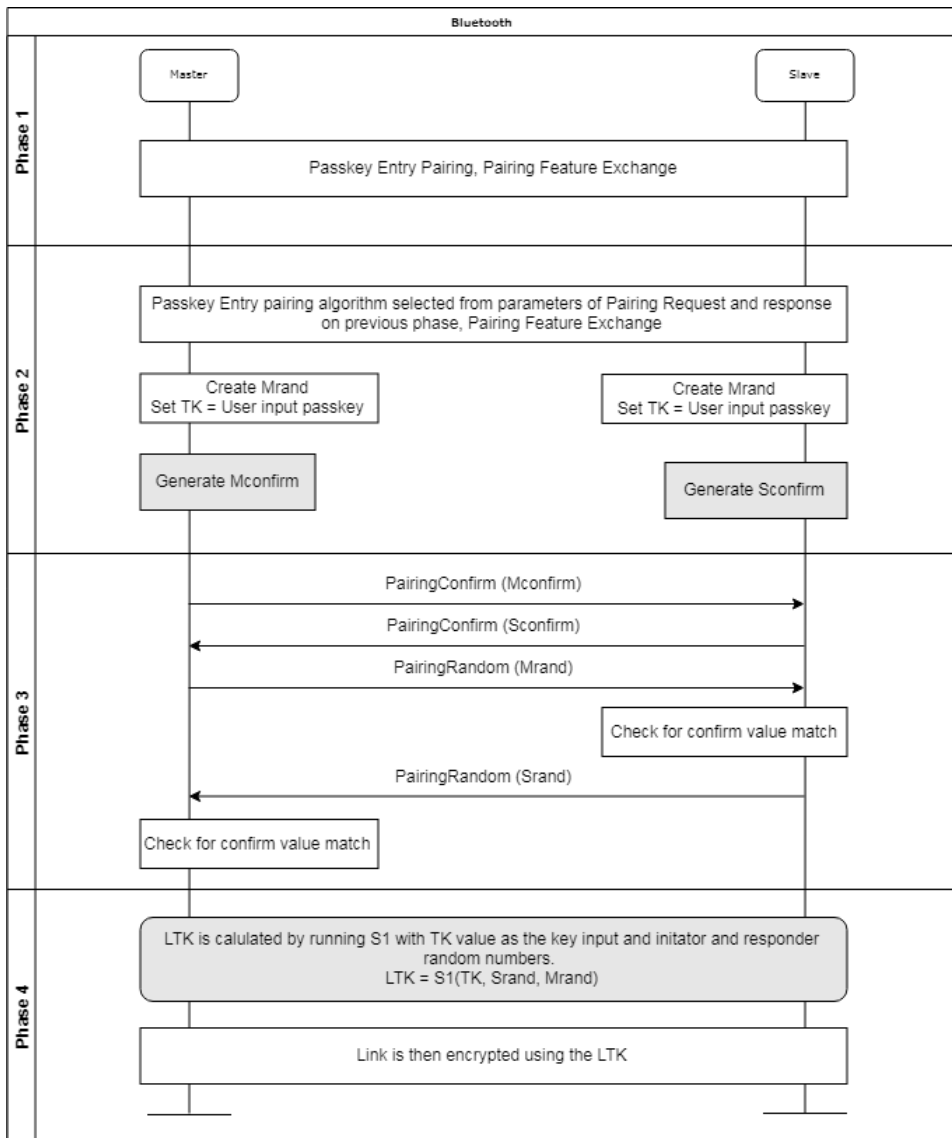 Bluetooth
Master
Slave
Phase 1
Passkey Entry Pairing, Pairing Feature Exchange
Phase 2
Passkey Entry pairing algorithm selected from parameters of Pairing Request and response
on previous phase, Pairing Feature Exchange
Create Mrand
Set TK = User input passkey
Create Mrand
Set TK = User input passkey
Generate Mconfirm
Generate Sconfirm
Phase 3
PairingConfirm (Mconfirm)
PairingConfirm (Sconfirm)
PairingRandom (Mrand)
Check for confirm value match
PairingRandom (Srand)
Check for confirm value match
Phase 4
LTK is calulated by running S1 with TK value as the key input and initator and responder
random numbers.
LTK = S1(TK, Srand, Mrand)
Link is then encrypted using the LTK